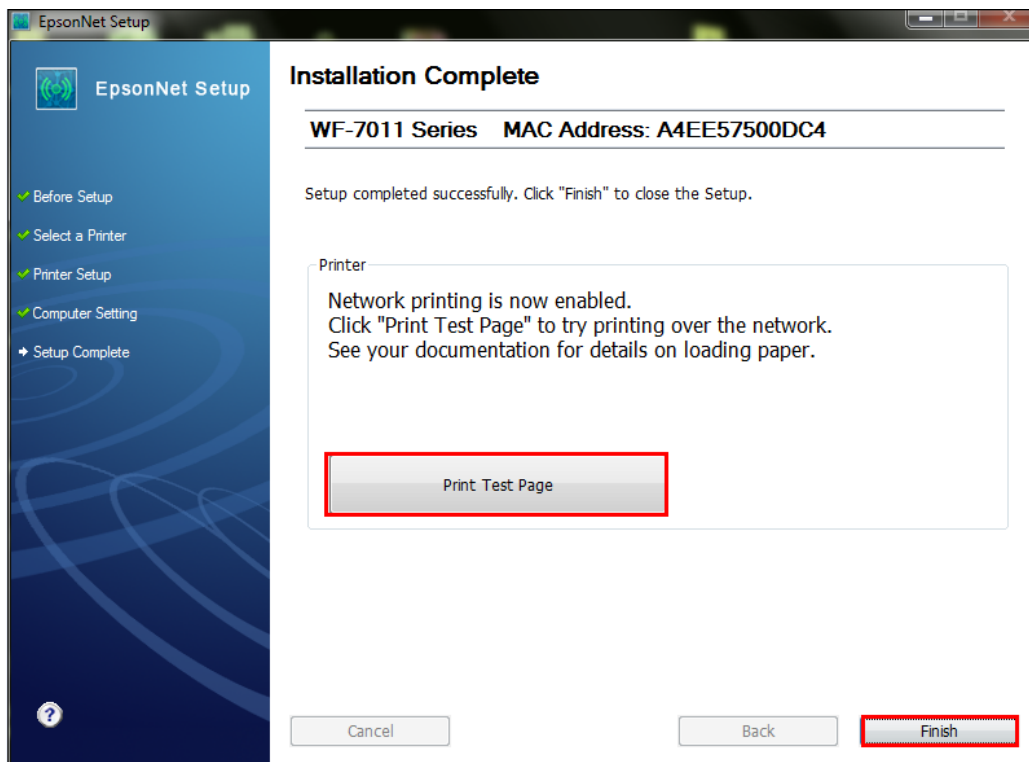 EpsonNet Setup
EpsonNet Setup
Before Setup
Select a Printer
Printer Setup
Computer Setting
Setup Complete
?
Installation Complete
WF-7011 Series MAC Address: A4EE57500DC4
Setup completed successfully. Click "Finish" to close the Setup.
Printer
Network printing is now enabled.
Click "Print Test Page" to try printing over the network.
See your documentation for details on loading paper.
Print Test Page
Cancel
Back
Finish